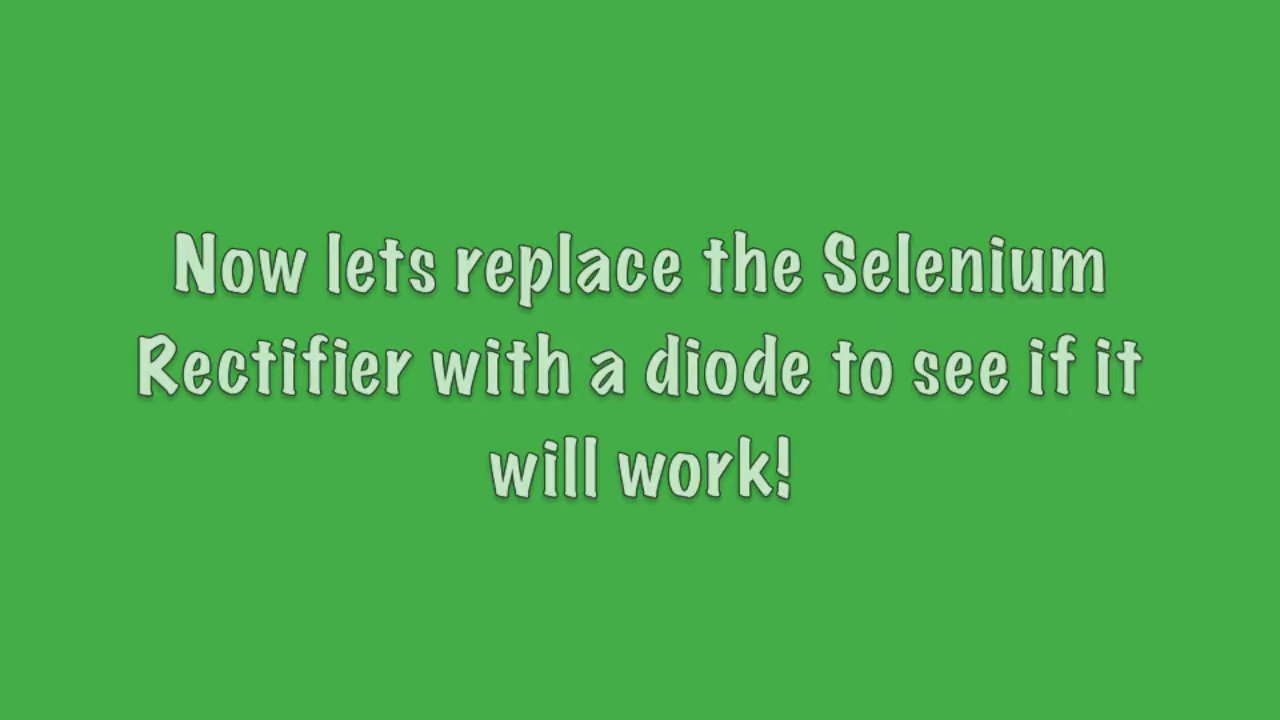 Now lets replace the Selenium
Rectifier with a diode to see if it
will work!